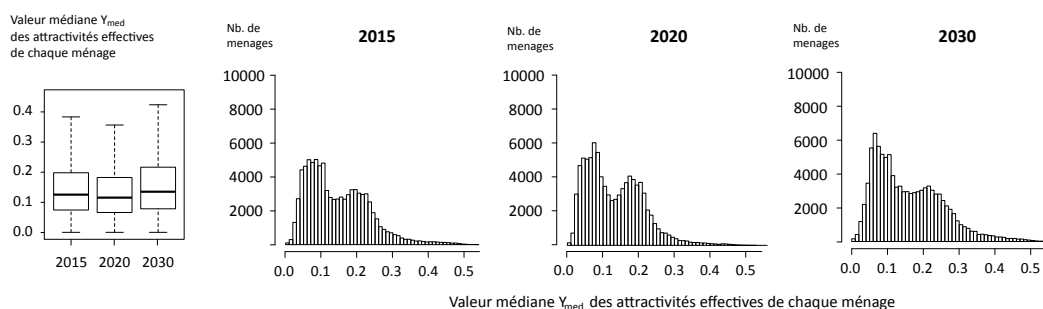 Valeur médiane Y_med
des attractivités effectives
de chaque ménage
0.4
0.3
0.2
0.1
0.0
2015 2020 2030
Nb. de
menages
2015
10000
8000
6000
4000
2000
0.0 0.1 0.2 0.3 0.4 0.5
Nb. de
menages
2020
10000
8000
6000
4000
2000
0.0 0.1 0.2 0.3 0.4 0.5
Nb. de
menages
2030
10000
8000
6000
4000
2000
0.0 0.1 0.2 0.3 0.4 0.5
Valeur médiane Y_med des attractivités effectives de chaque ménage